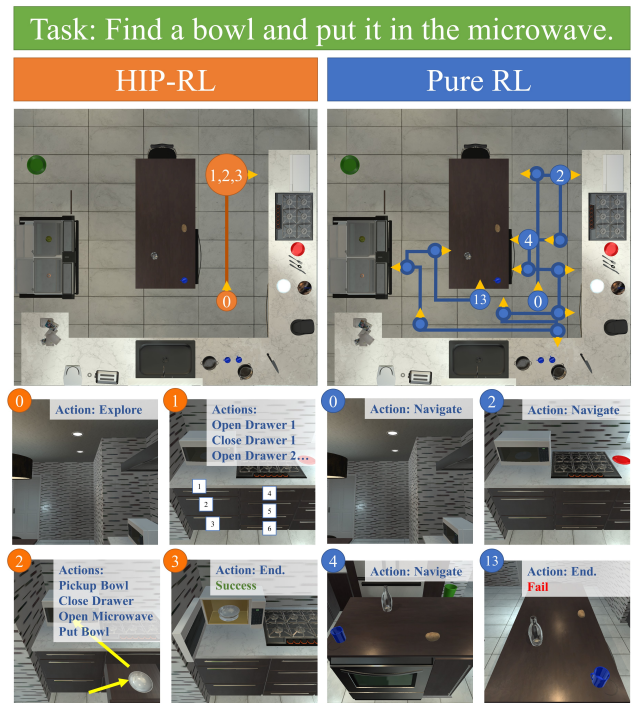 Task: Find a bowl and put it in the microwave.
HIP-RL
Pure RL
1,2,3
0
2
4
13
0
0
Action: Explore
1
Actions:
Open Drawer 1
Close Drawer 1
Open Drawer 2...
1
2
3
4
5
6
0
Action: Navigate
2
Action: Navigate
2
Actions:
Pickup Bowl
Close Drawer
Open Microwave
Put Bowl
3
Action: End.
Success
4
Action: Navigate
13
Action: End.
Fail